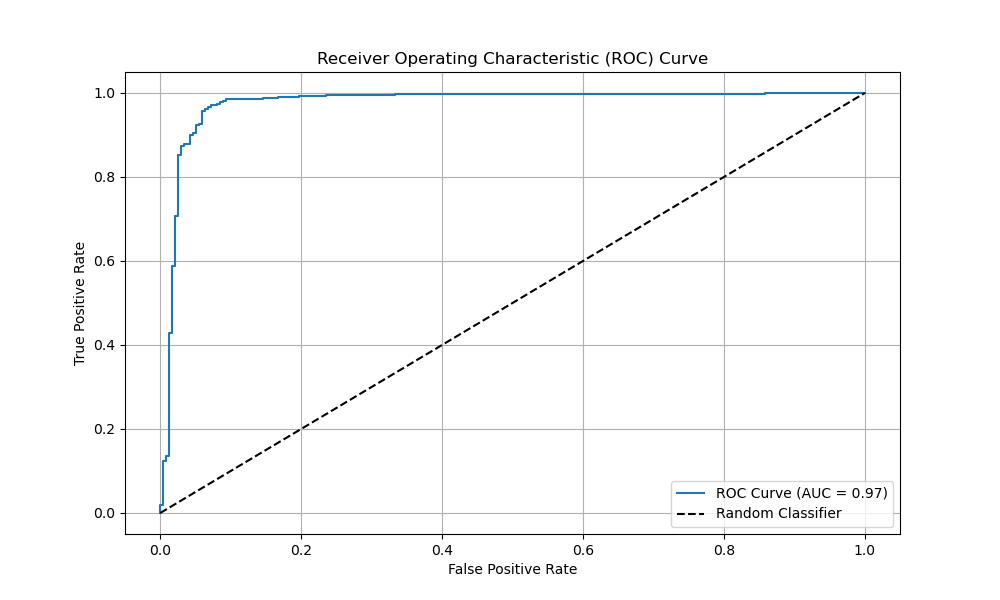 Receiver Operating Characteristic (ROC) Curve
True Positive Rate
1.0
0.8
0.6
0.4
0.2
0.0
0.0 0.2 0.4 0.6 0.8 1.0
False Positive Rate
ROC Curve (AUC = 0.97)
Random Classifier